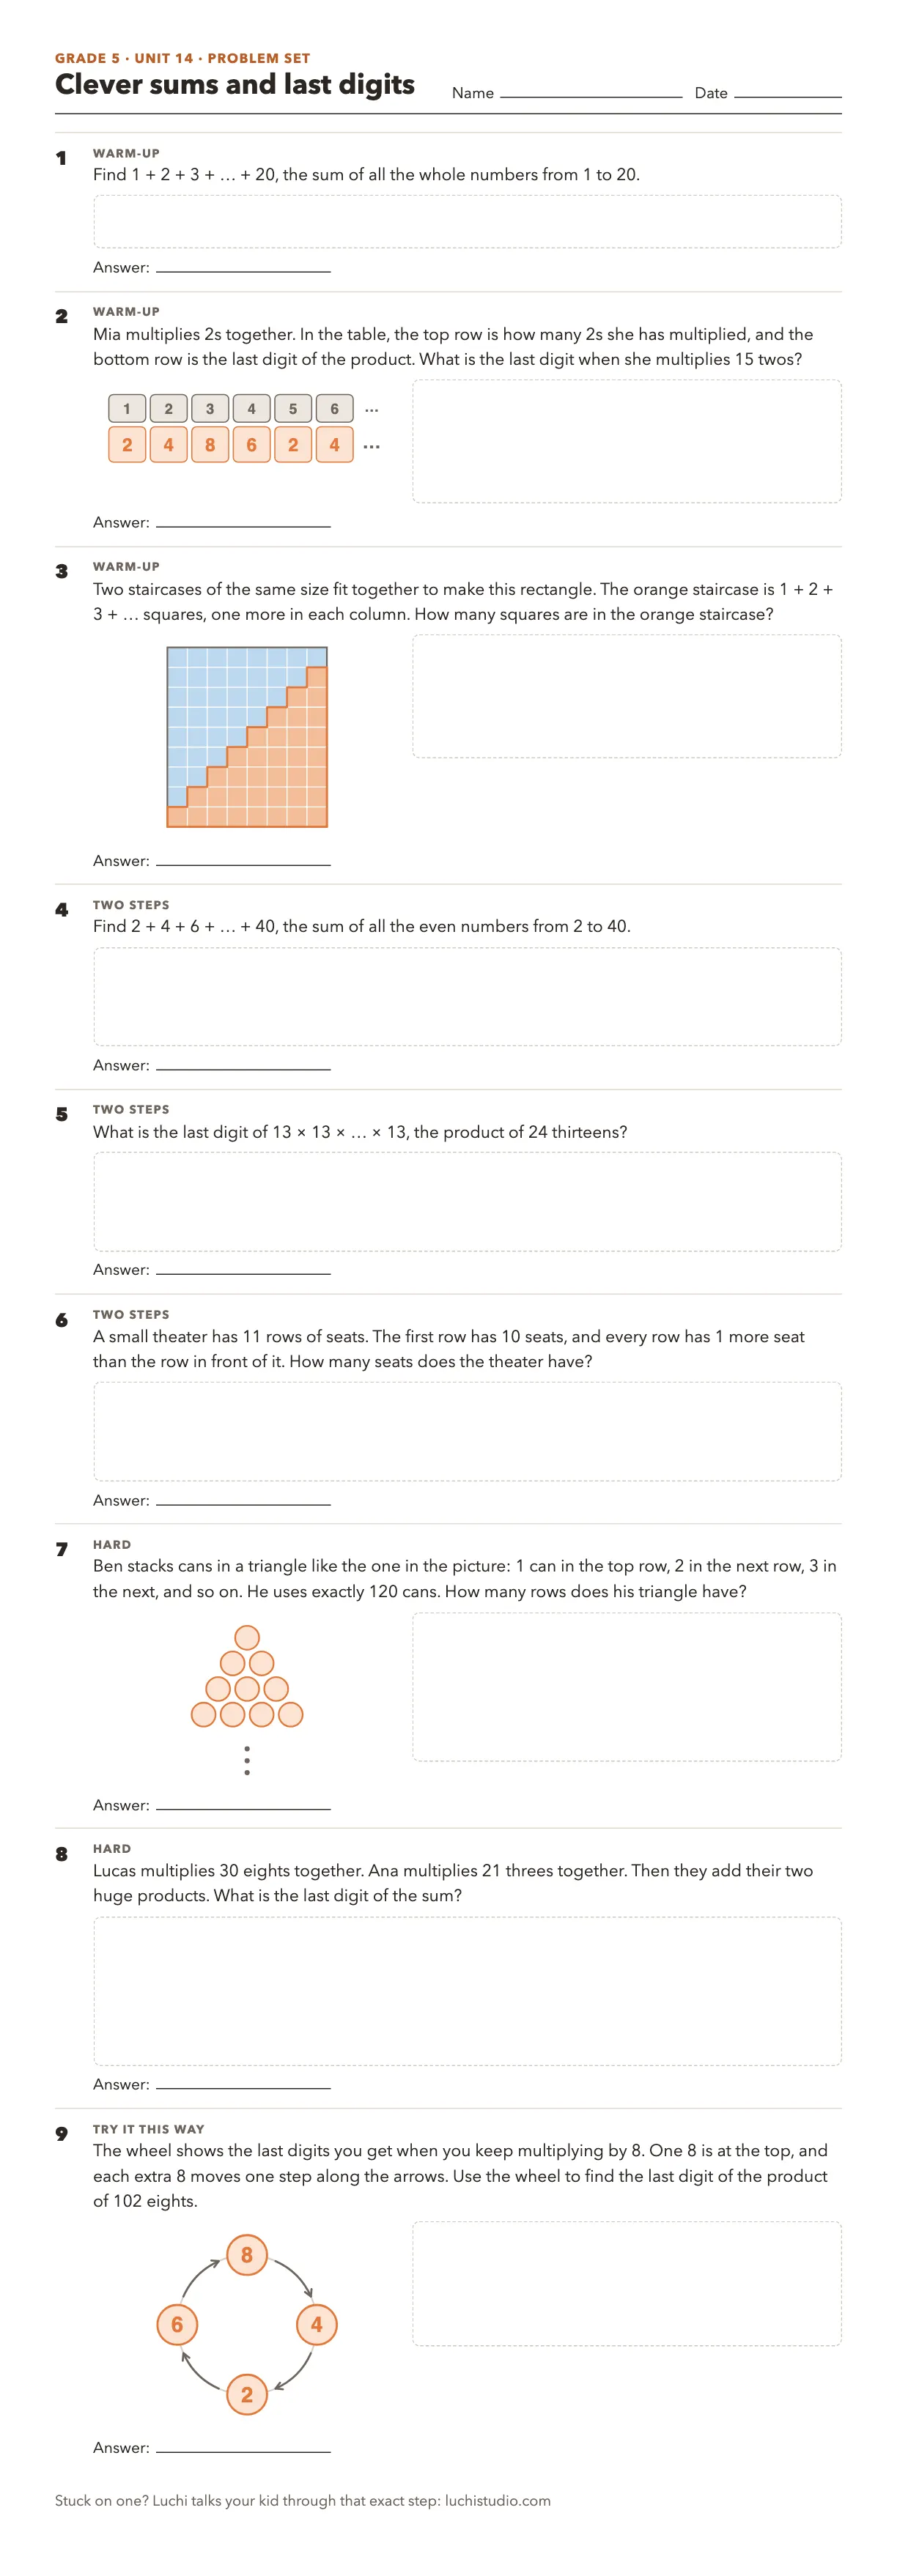 GRADE 5 · UNIT 14 · PROBLEM SET
Clever sums and last digits
Name
Date
1
WARM-UP
Find 1 + 2 + 3 + … + 20, the sum of all the whole numbers from 1 to 20.
Answer:
2
WARM-UP
Mia multiplies 2s together. In the table, the top row is how many 2s she has multiplied, and the
bottom row is the last digit of the product. What is the last digit when she multiplies 15 twos?
1 2 3 4 5 6 …
2 4 8 6 2 4 …
Answer:
3
WARM-UP
Two staircases of the same size fit together to make this rectangle. The orange staircase is 1 + 2 +
3 + … squares, one more in each column. How many squares are in the orange staircase?
Answer:
4
TWO STEPS
Find 2 + 4 + 6 + … + 40, the sum of all the even numbers from 2 to 40.
Answer:
5
TWO STEPS
What is the last digit of 13 × 13 × … × 13, the product of 24 thirteens?
Answer:
6
TWO STEPS
A small theater has 11 rows of seats. The first row has 10 seats, and every row has 1 more seat
than the row in front of it. How many seats does the theater have?
Answer:
7
HARD
Ben stacks cans in a triangle like the one in the picture: 1 can in the top row, 2 in the next row, 3 in
the next, and so on. He uses exactly 120 cans. How many rows does his triangle have?
Answer:
8
HARD
Lucas multiplies 30 eights together. Ana multiplies 21 threes together. Then they add their two
huge products. What is the last digit of the sum?
Answer:
9
TRY IT THIS WAY
The wheel shows the last digits you get when you keep multiplying by 8. One 8 is at the top, and
each extra 8 moves one step along the arrows. Use the wheel to find the last digit of the product
of 102 eights.
8
6 4
2
Answer:
Stuck on one? Luchi talks your kid through that exact step: luchistudio.com